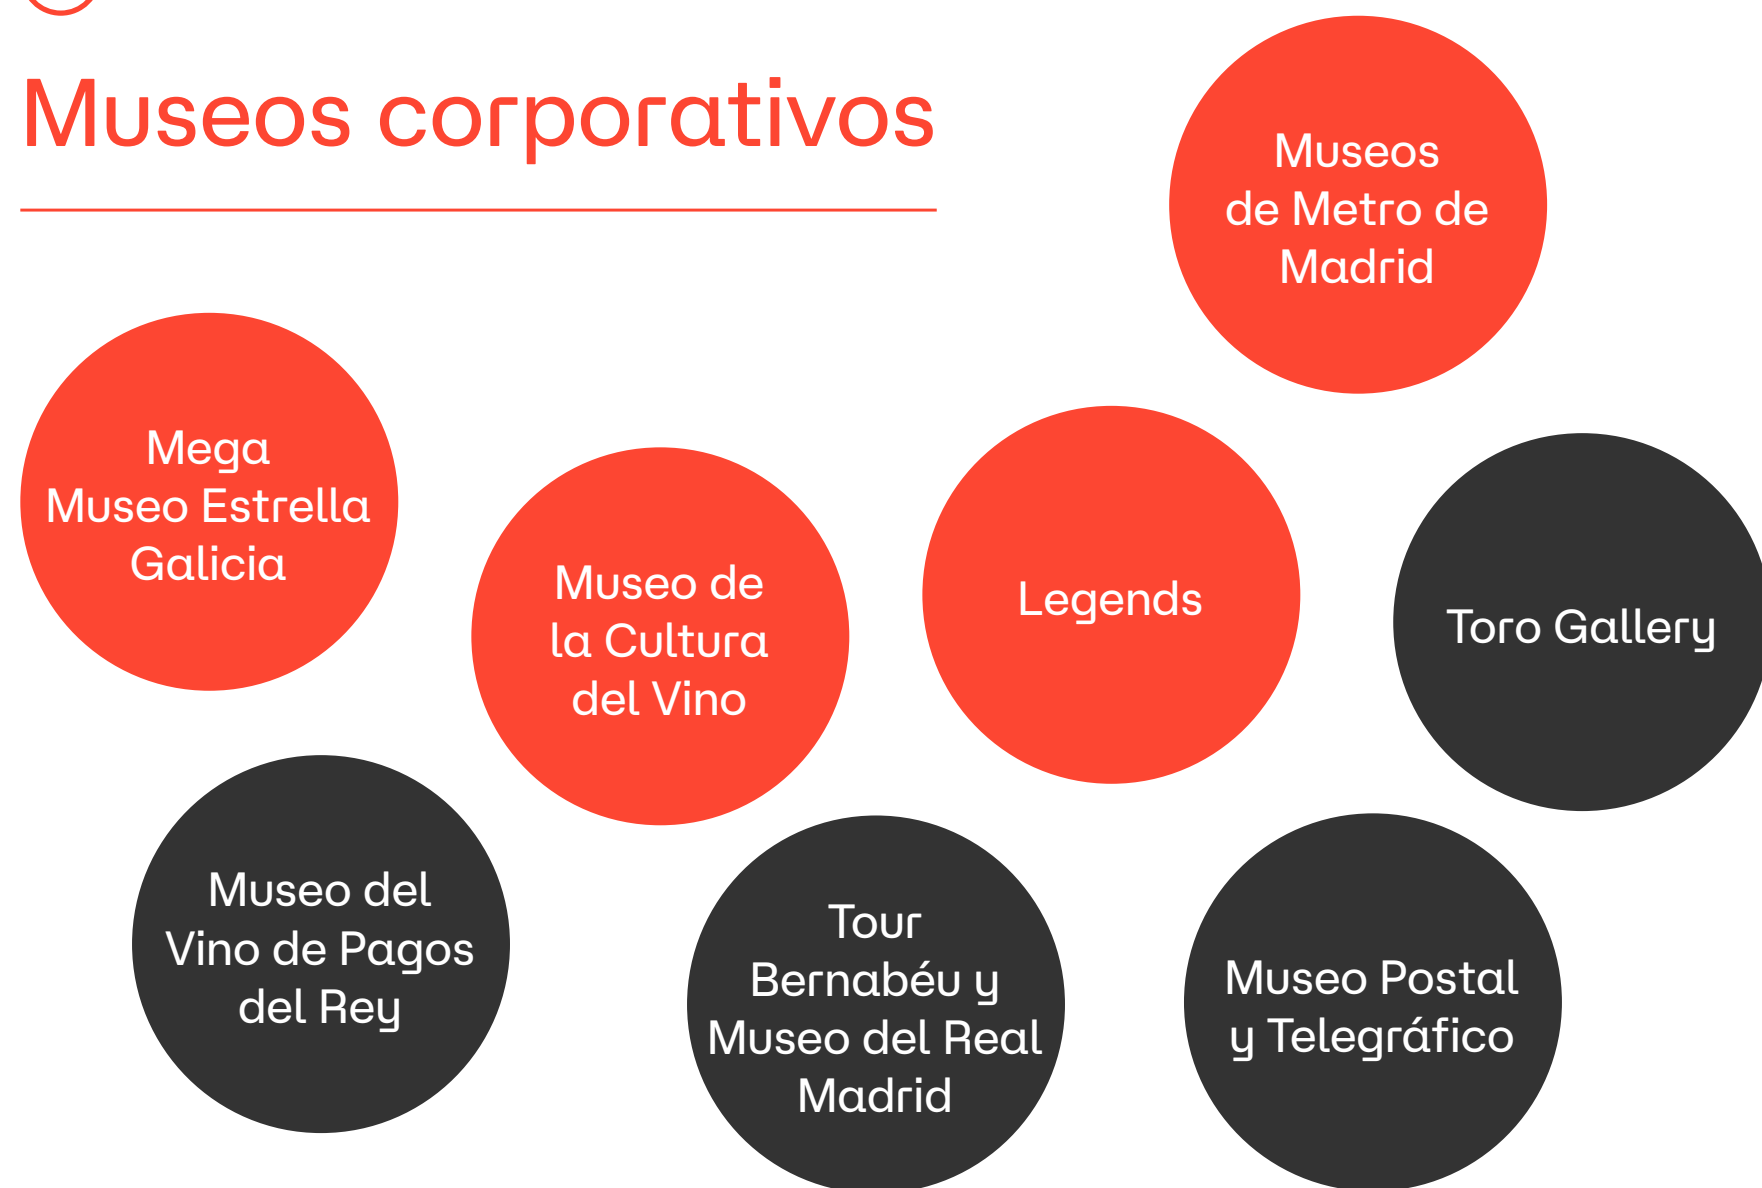 Museos corporativos
Museos
de Metro de
Madrid
Mega
Museo Estrella
Galicia
Museo de
la Cultura
del Vino
Legends
Toro Gallery
Museo del
Vino de Pagos
del Rey
Tour
Bernabéu y
Museo del Real
Madrid
Museo Postal
y Telegráfico